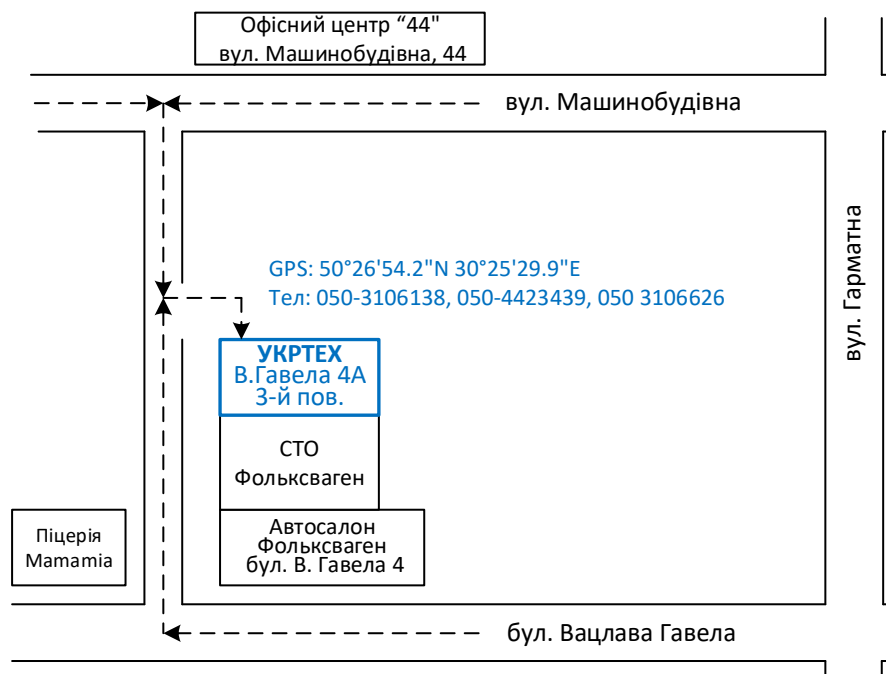 Офісний центр “44"
вул. Машинобудівна, 44
вул. Машинобудівна
вул. Гарматна
GPS: 50°26'54.2"N 30°25'29.9"E
Тел: 050-3106138, 050-4423439, 050 3106626
УКРТЕХ
В.Гавела 4А
3-й пов.
СТО
Фольксваген
Автосалон
Фольксваген
бул. В. Гавела 4
Піцерія
Mamamia
бул. Вацлава Гавела